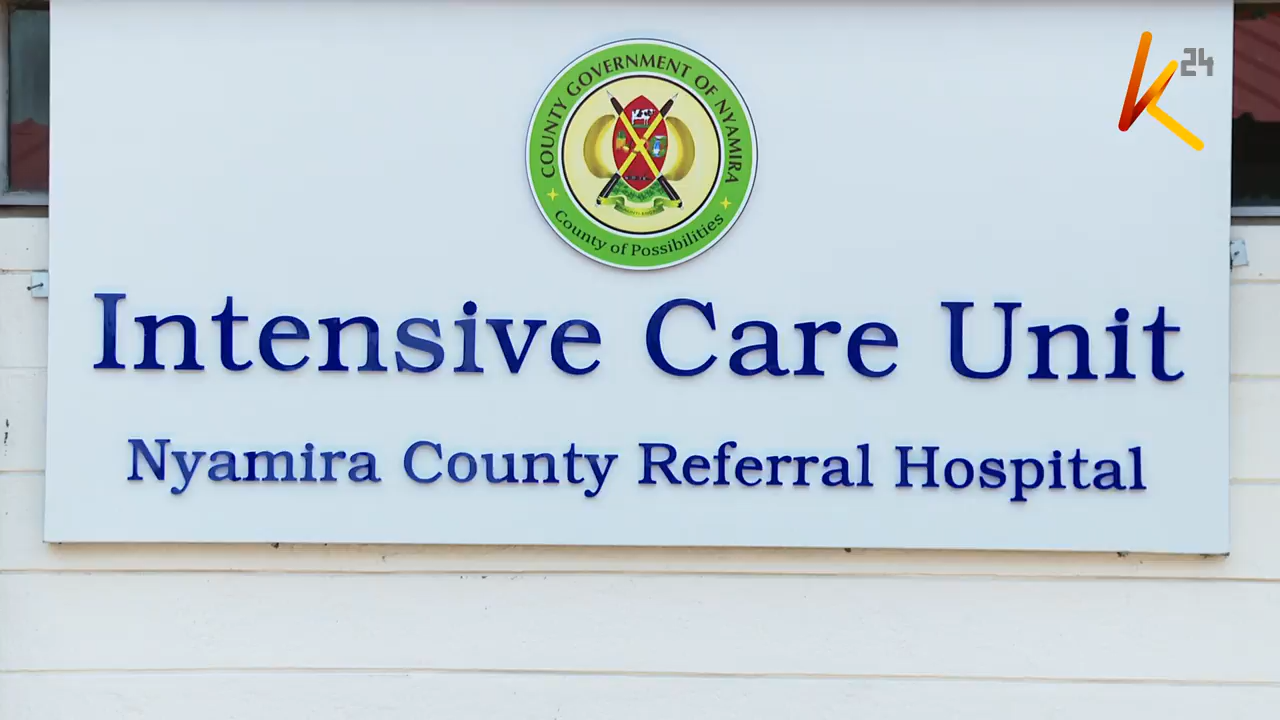 COUNTY GOVERNMENT OF NYAMIRA
County of Possibilities
K24
Intensive Care Unit
Nyamira County Referral Hospital